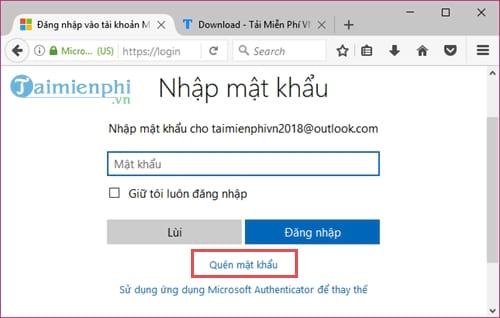 Đăng nhập vào tài khoản M
Download - Tải Miễn Phí VN
Micro... (US)
https://login
Search
Taimienphi
.vn
Nhập mật khẩu
Nhập mật khẩu cho taimienphivn2018@outlook.com
Mật khẩu
Giữ tôi luôn đăng nhập
Lùi
Đăng nhập
Quên mật khẩu
Sử dụng ứng dụng Microsoft Authenticator để thay thế